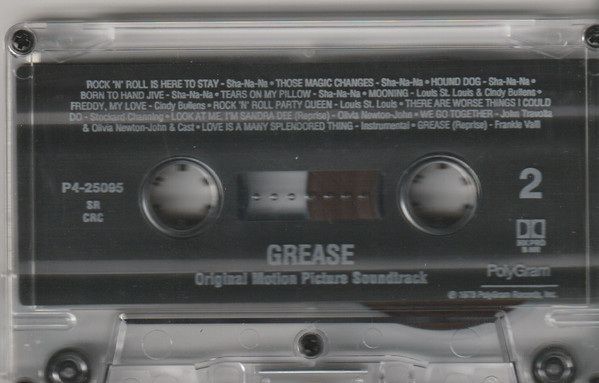 ROCK 'N' ROLL IS HERE TO STAY - Sha-Na-Na • THOSE MAGIC CHANGES - Sha-Na-Na • HOUND DOG - Sha-Na-Na •
BORN TO HAND JIVE - Sha-Na-Na • TEARS ON MY PILLOW - Sha-Na-Na • MOONING - Louis St. Louis & Cindy Bullens •
FREDDY, MY LOVE - Cindy Bullens • ROCK 'N' ROLL PARTY QUEEN - Louis St. Louis • THERE ARE WORSE THINGS I COULD
DO - Stockard Channing • LOOK AT ME, I'M SANDRA DEE (Reprise) - Olivia Newton-John • WE GO TOGETHER - John Travolta
& Olivia Newton-John & Cast • LOVE IS A MANY SPLENDORED THING - Instrumental • GREASE (Reprise) - Frankie Valli
P4-25095
SR
CRC
2
GREASE
Original Motion Picture Soundtrack
PolyGram
© 1978 PolyGram Records, Inc.